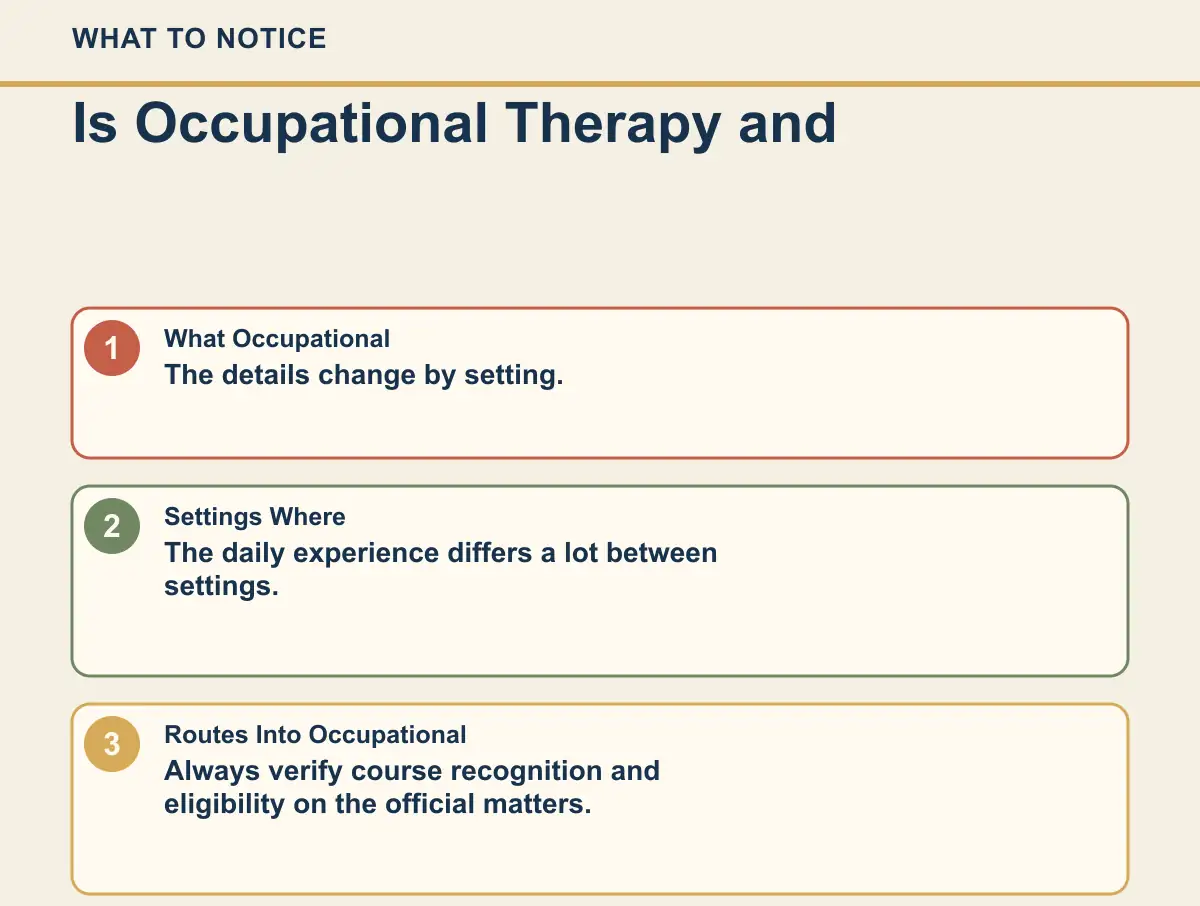 WHAT TO NOTICE
Is Occupational Therapy and
1
What Occupational
The details change by setting.
2
Settings Where
The daily experience differs a lot between
settings.
3
Routes Into Occupational
Always verify course recognition and
eligibility on the official matters.